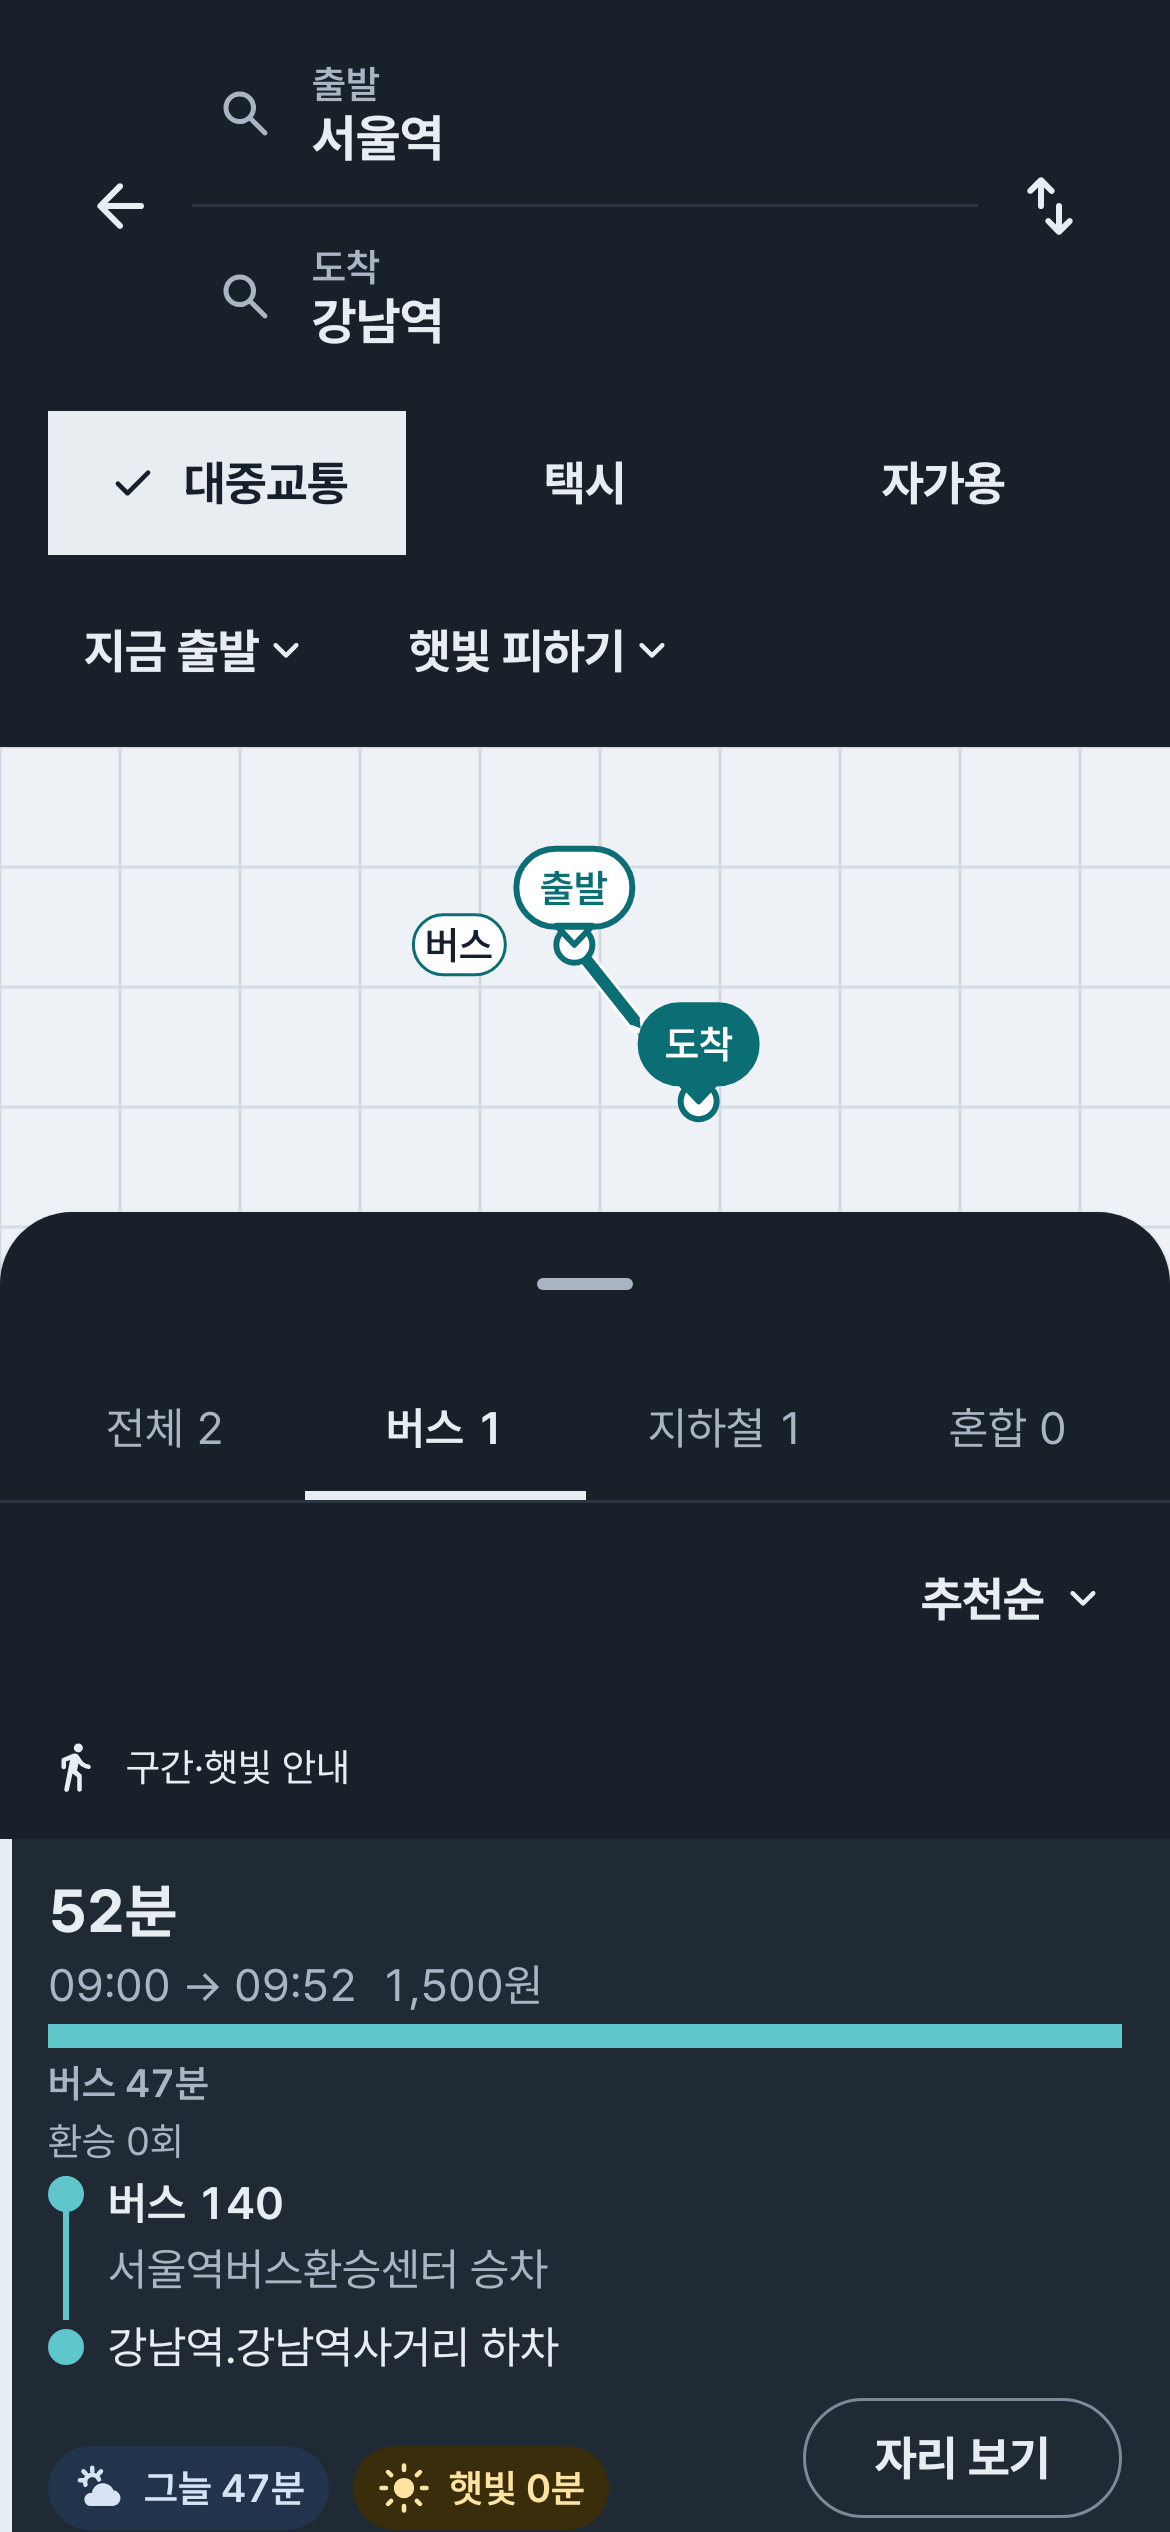 출발
서울역
도착
강남역
대중교통 택시 자가용
지금 출발 햇빛 피하기
출발
버스
도착
전체 2 버스 1 지하철 1 혼합 0
추천순
구간·햇빛 안내
52분
09:00 → 09:52 1,500원
버스 47분
환승 0회
버스 140
서울역버스환승센터 승차
강남역.강남역사거리 하차
자리 보기
그늘 47분 햇빛 0분